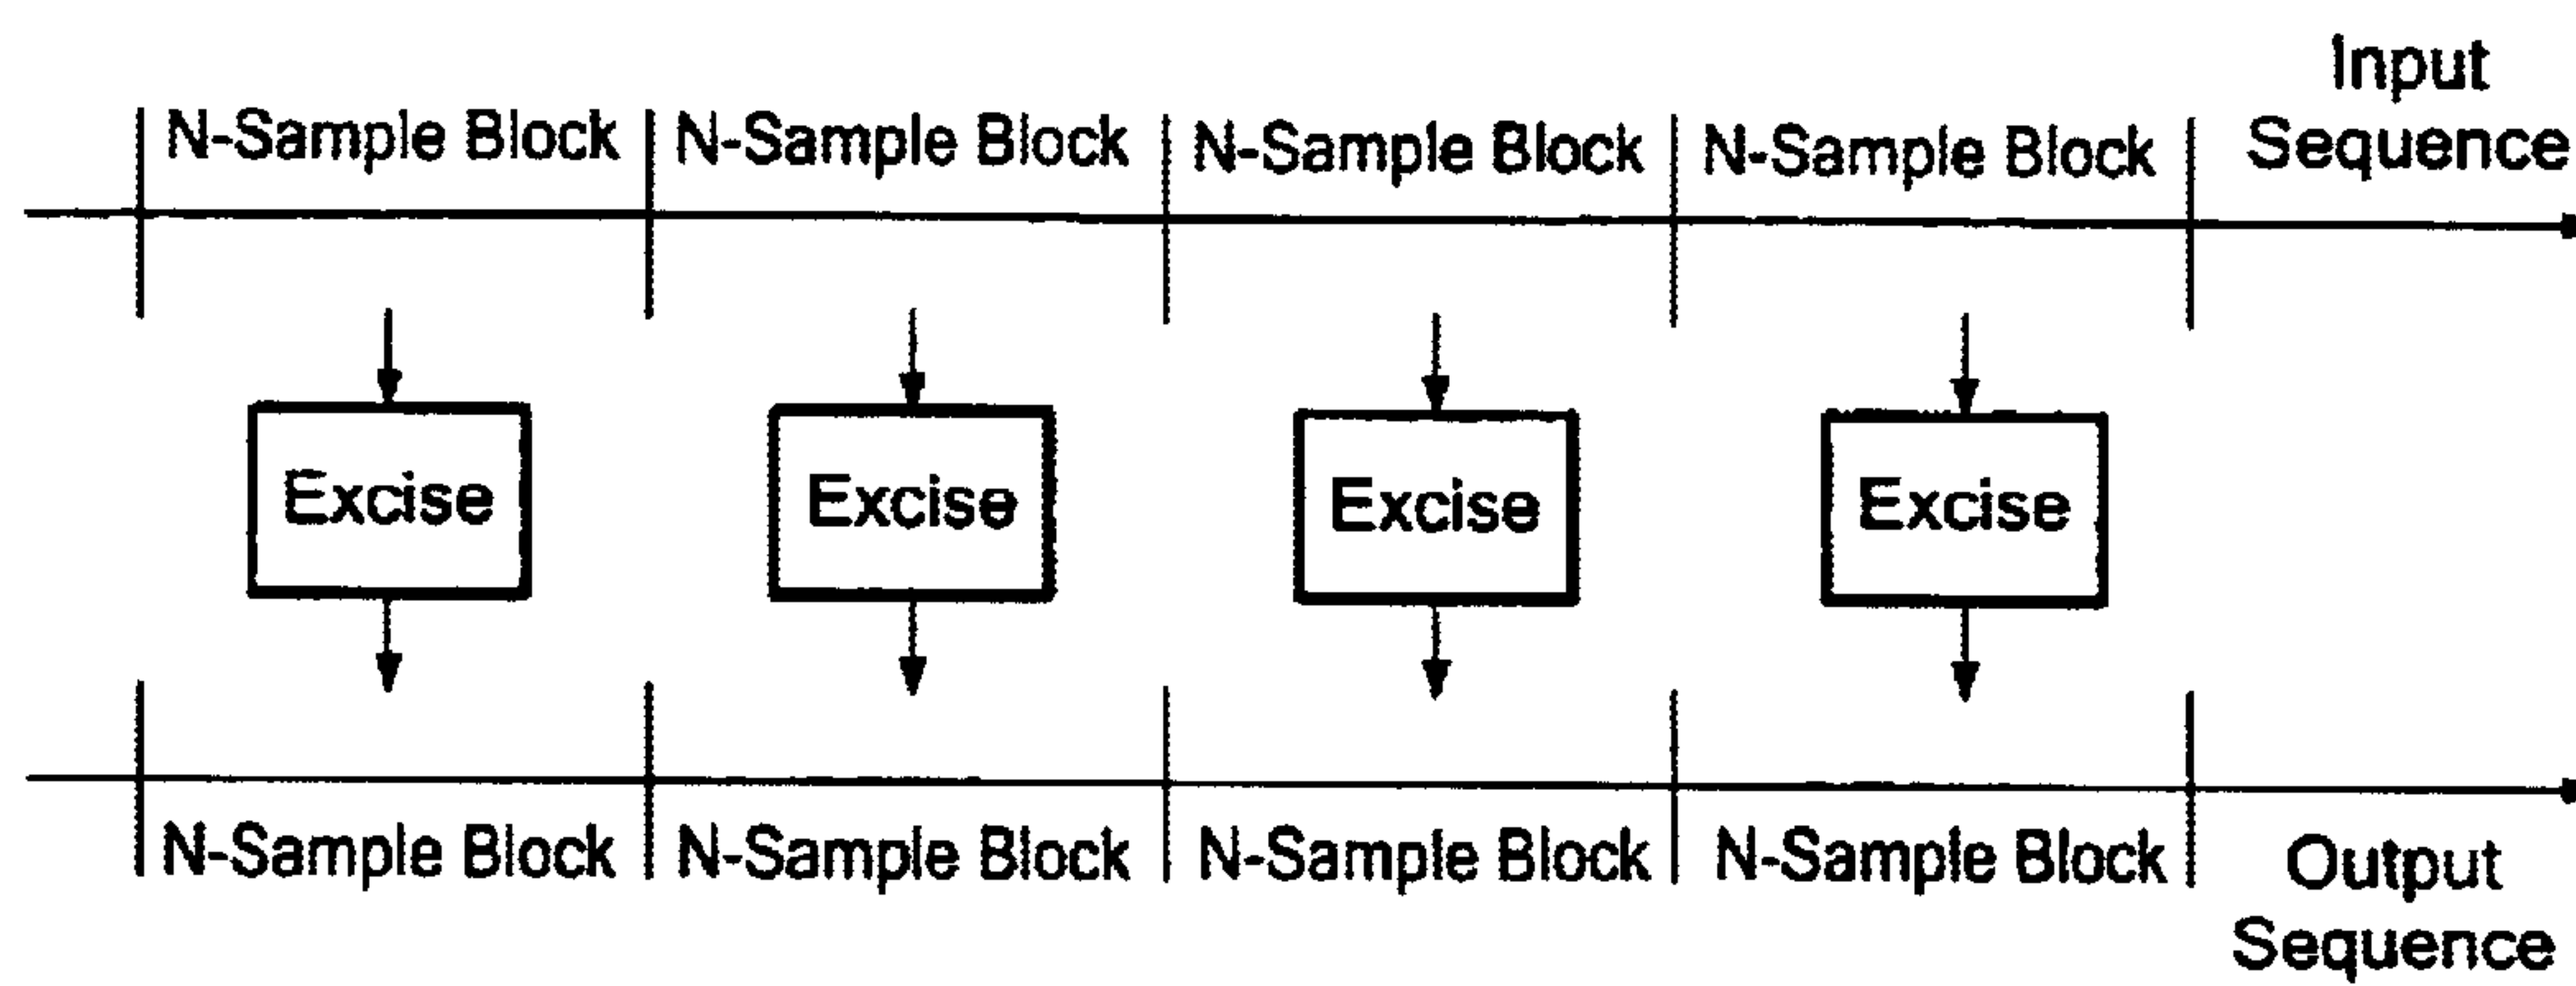 Input
Sequence
N-Sample Block N-Sample Block N-Sample Block N-Sample Block
Excise Excise Excise Excise
N-Sample Block N-Sample Block N-Sample Block N-Sample Block
Output
Sequence